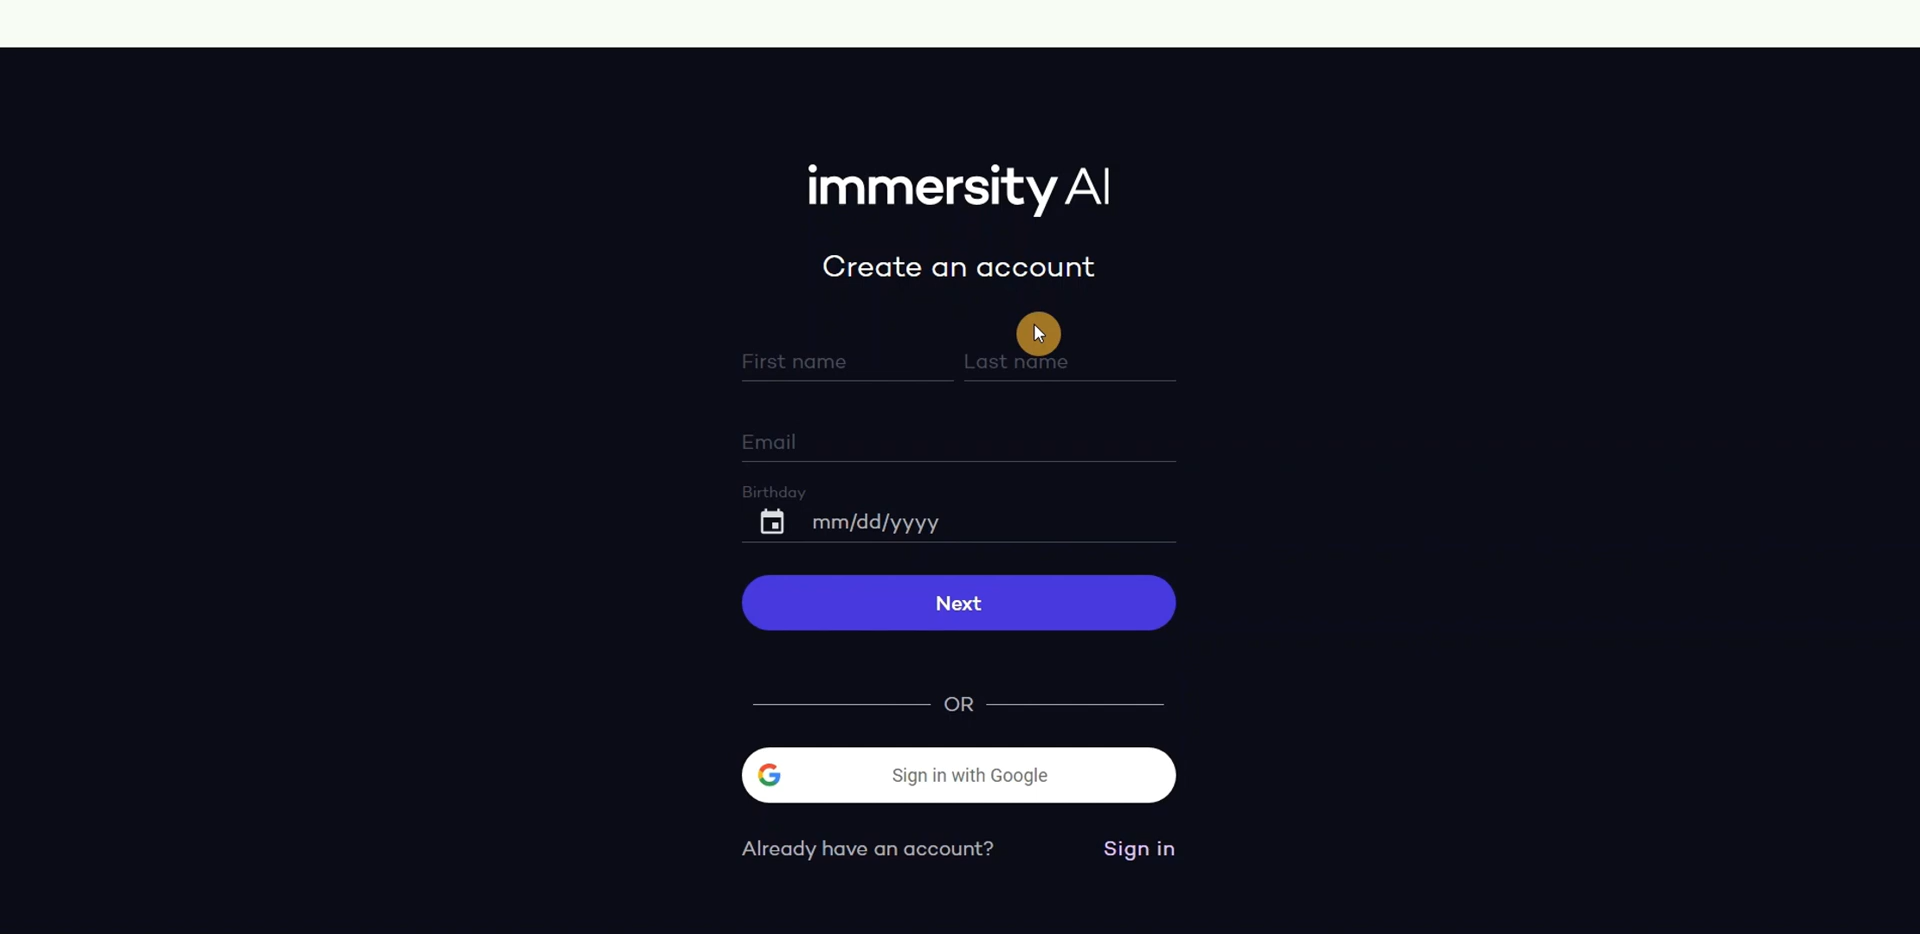 immersity AI
Create an account
First name Last name
Email
Birthday
mm/dd/yyyy
Next
OR
Sign in with Google
Already have an account? Sign in